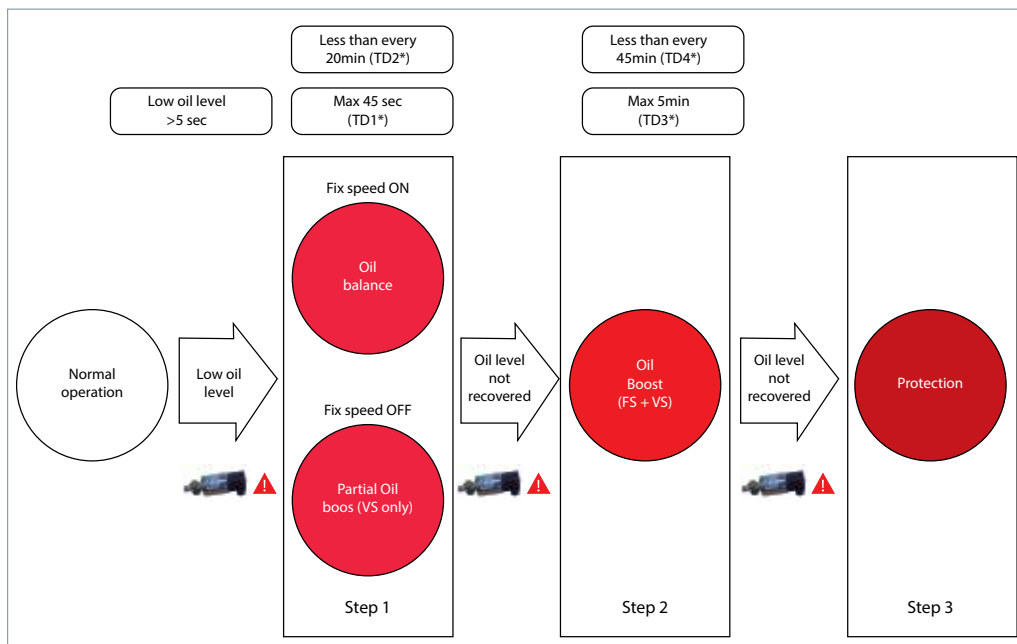 Less than every
20min (TD2*)
Less than every
45min (TD4*)
Low oil level
>5 sec
Max 45 sec
(TD1*)
Max 5min
(TD3*)
Fix speed ON
Oil
balance
Normal
operation
Low oil
level
Oil level
not
recovered
Oil
Boost
(FS + VS)
Oil level
not
recovered
Protection
Fix speed OFF
Partial Oil
boos (VS only)
!
!
!
Step 1
Step 2
Step 3